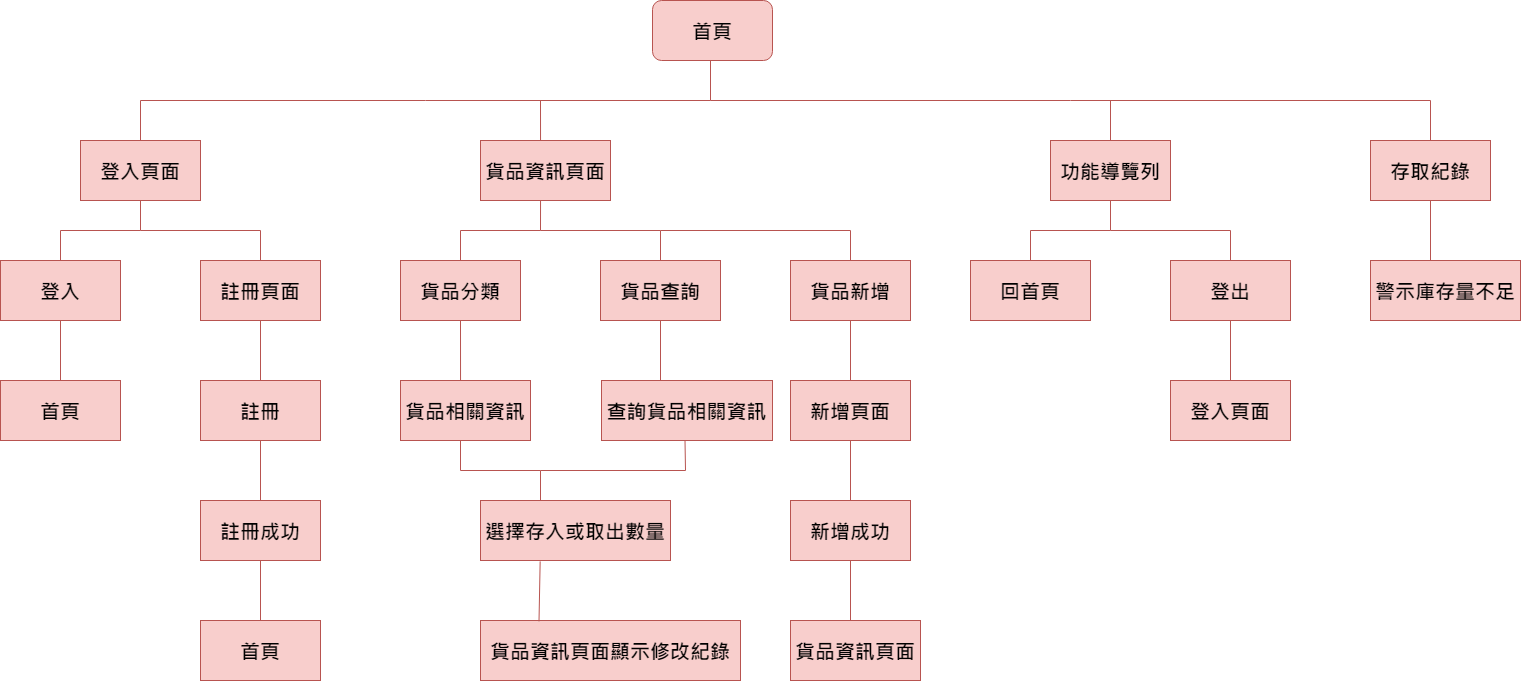 首頁
登入頁面
貨品資訊頁面
功能導覽列
存取紀錄
登入
註冊頁面
貨品分類
貨品查詢
貨品新增
回首頁
登出
警示庫存量不足
首頁
註冊
貨品相關資訊
查詢貨品相關資訊
新增頁面
登入頁面
註冊成功
選擇存入或取出數量
新增成功
首頁
貨品資訊頁面顯示修改紀錄
貨品資訊頁面